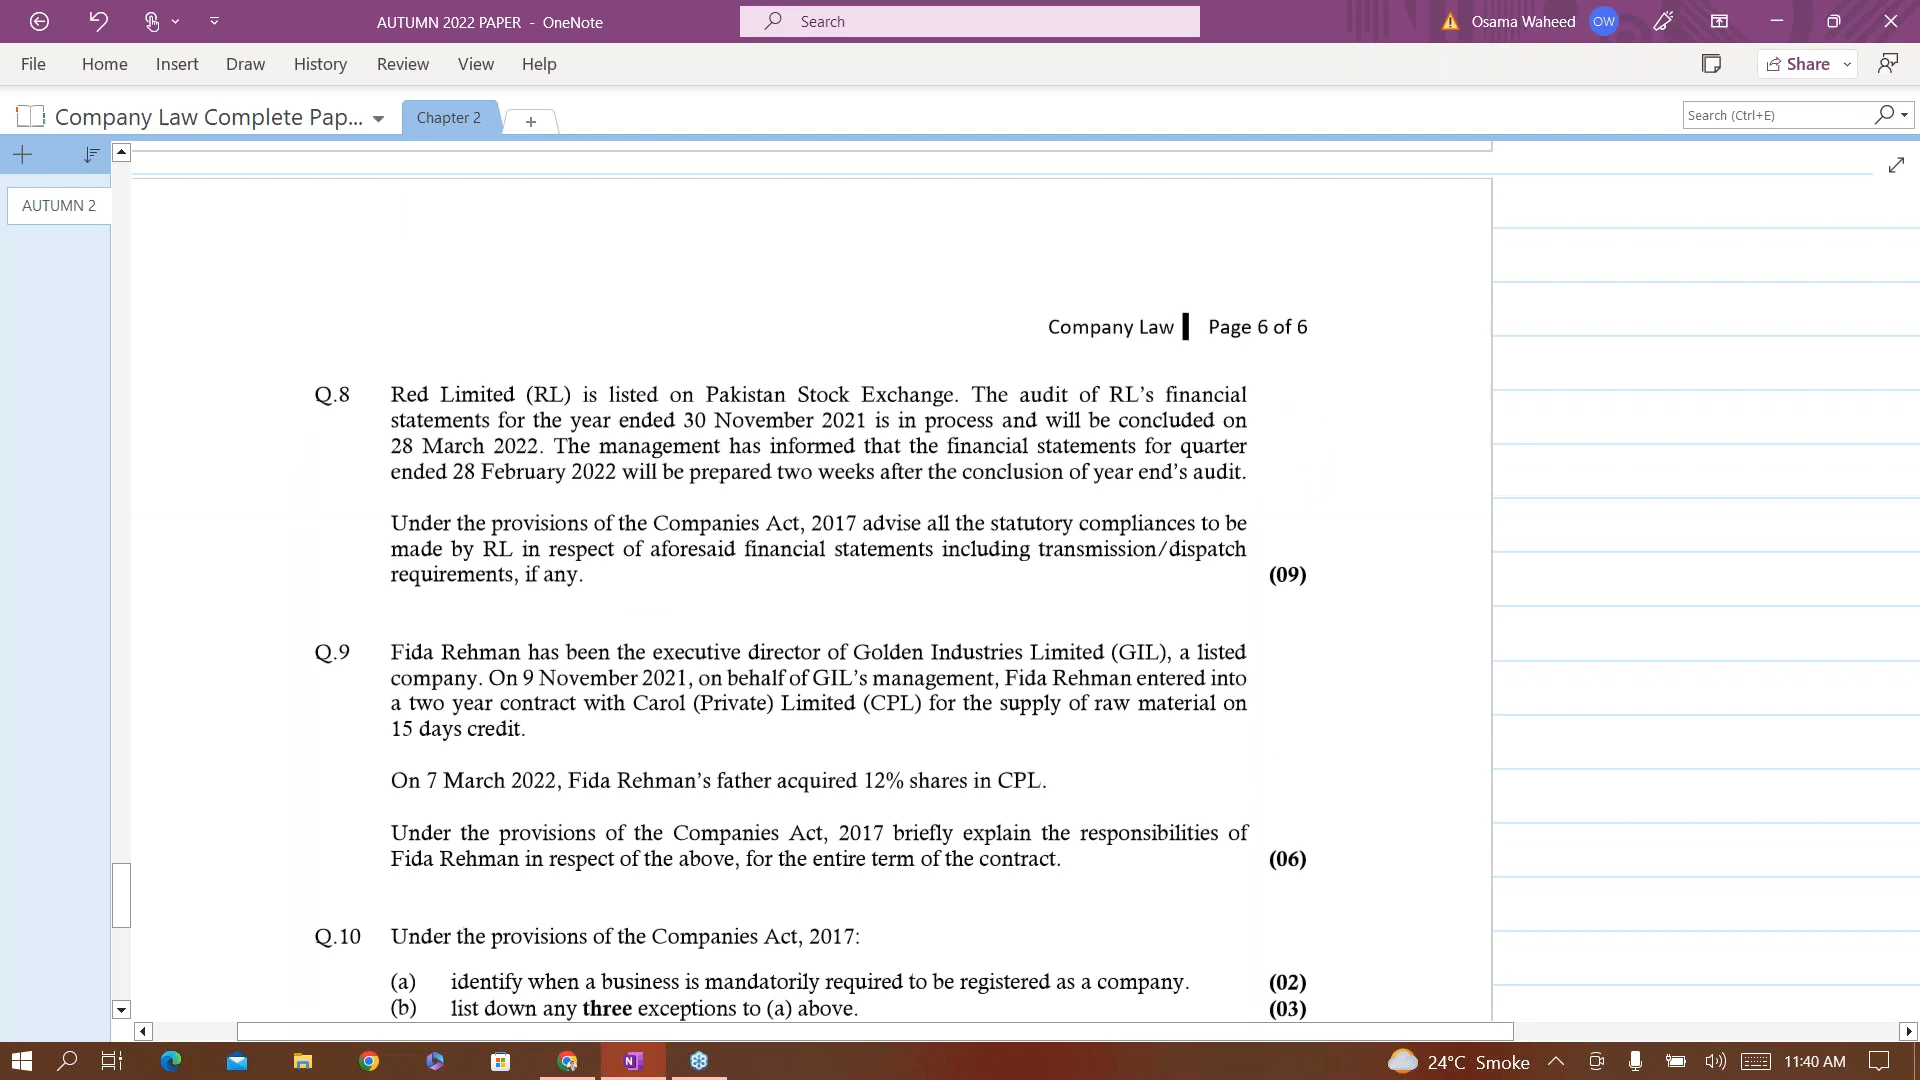 AUTUMN 2022 PAPER - OneNote
Search
Osama Waheed OW
File Home Insert Draw History Review View Help
Share
Company Law Complete Pap...
Chapter 2
Search (Ctrl+E)
AUTUMN 2
Company Law Page 6 of 6
Q.8 Red Limited (RL) is listed on Pakistan Stock Exchange. The audit of RL's financial
statements for the year ended 30 November 2021 is in process and will be concluded on
28 March 2022. The management has informed that the financial statements for quarter
ended 28 February 2022 will be prepared two weeks after the conclusion of year end's audit.
Under the provisions of the Companies Act, 2017 advise all the statutory compliances to be
made by RL in respect of aforesaid financial statements including transmission/dispatch
requirements, if any. (09)
Q.9 Fida Rehman has been the executive director of Golden Industries Limited (GIL), a listed
company. On 9 November 2021, on behalf of GIL's management, Fida Rehman entered into
a two year contract with Carol (Private) Limited (CPL) for the supply of raw material on
15 days credit.
On 7 March 2022, Fida Rehman's father acquired 12% shares in CPL.
Under the provisions of the Companies Act, 2017 briefly explain the responsibilities of
Fida Rehman in respect of the above, for the entire term of the contract. (06)
Q.10 Under the provisions of the Companies Act, 2017:
(a) identify when a business is mandatorily required to be registered as a company. (02)
(b) list down any three exceptions to (a) above. (03)
24°C Smoke 11:40 AM